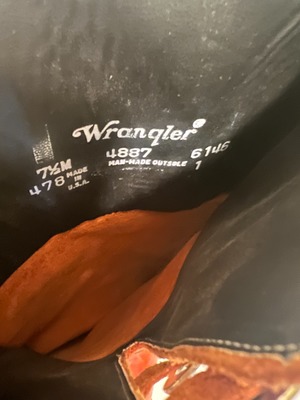 Wrangler®
4887 6146
MAN-MADE OUTSOLE 1
7½M
478 MADE IN U.S.A.